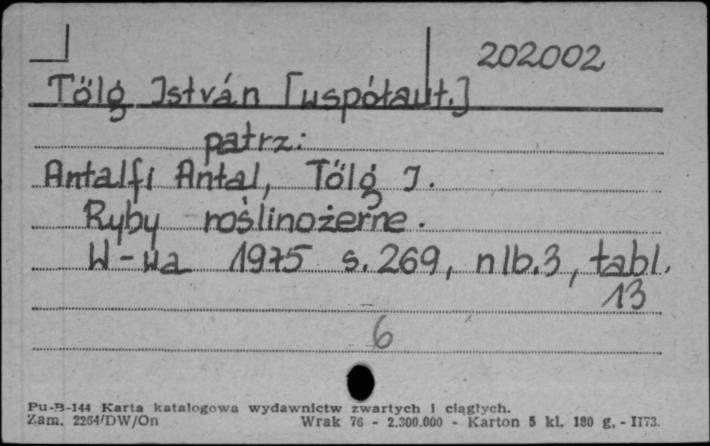 202002
Tölg István [współaut.]
patrz:
Antalfi Antal, Tölg I.
Ryby roślinożerne.
W-wa 1975 s. 269, nlb. 3, tabl.
13
6
Pu-B-144 Karta katalogowa wydawnictw zwartych i ciągłych.
Zam. 2264/DW/On Wrak 76 - 2.300.000 - Karton 5 kl. 180 g. - II73.